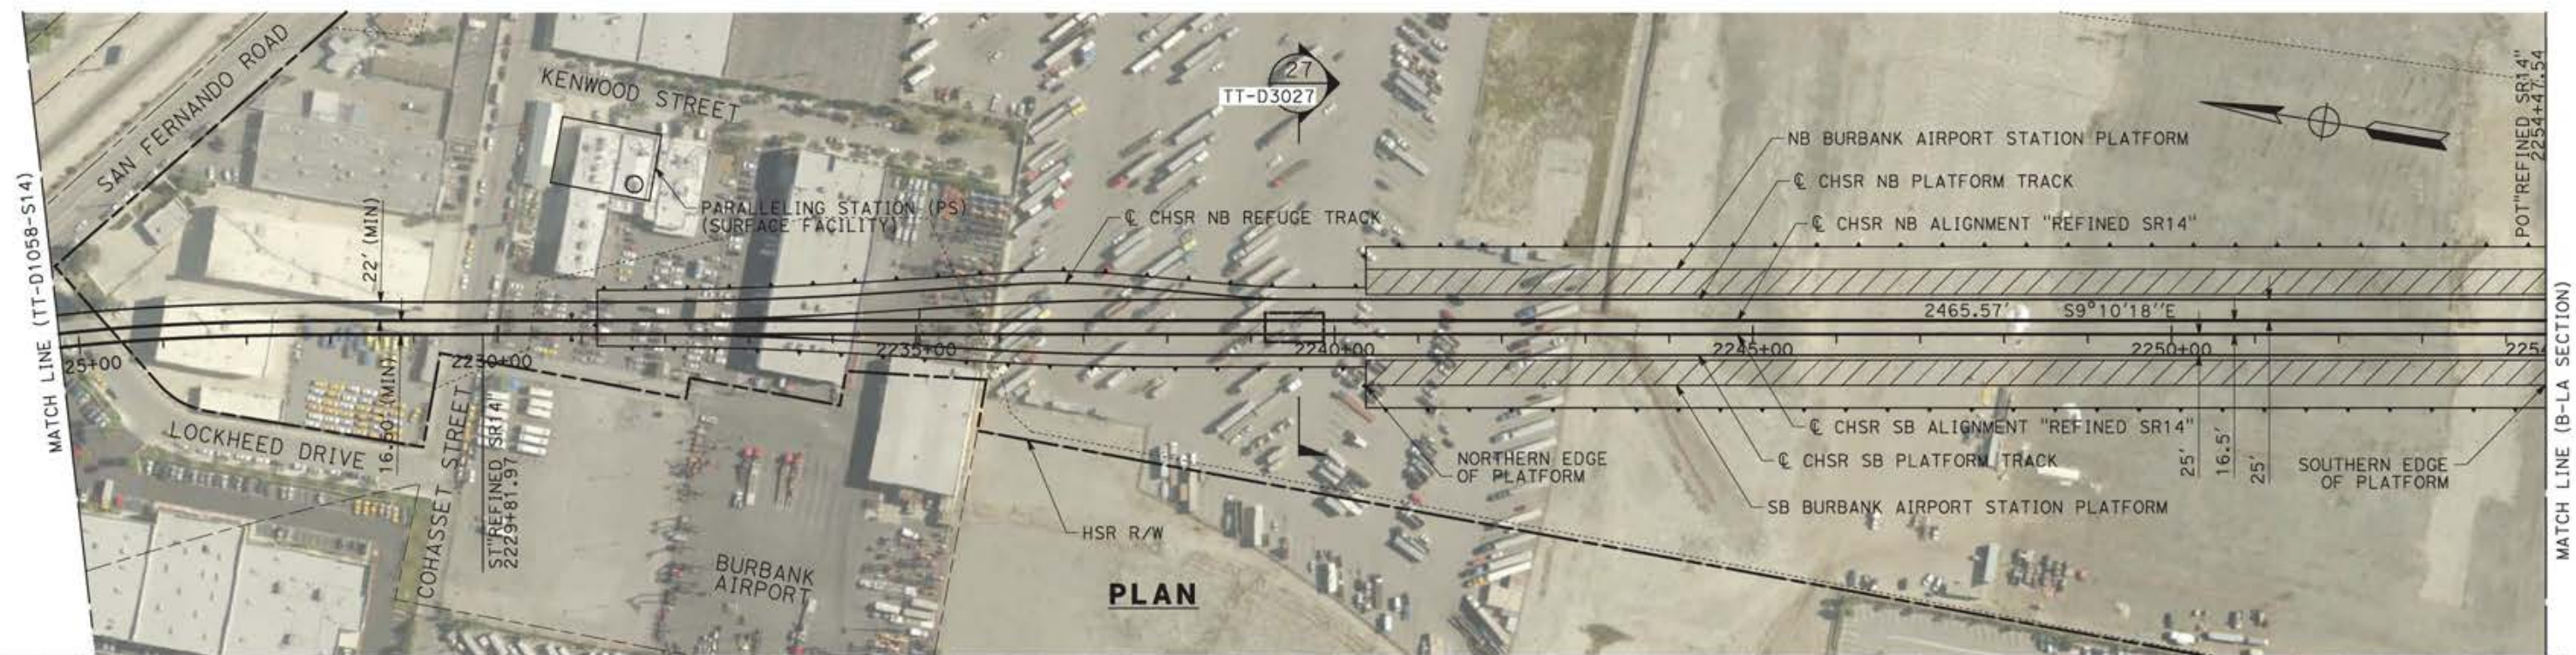 MATCH LINE (TT-D1058-S14)
SAN FERNANDO ROAD
KENWOOD STREET
PARALLELING STATION (PS)
(SURFACE FACILITY)
22' (MIN)
16.50' (MIN)
LOCKHEED DRIVE
COHASSET STREET
ST"REFINED SR14"
2229+81.97
BURBANK
AIRPORT
27
TT-D3027
℄ CHSR NB REFUGE TRACK
NB BURBANK AIRPORT STATION PLATFORM
℄ CHSR NB PLATFORM TRACK
℄ CHSR NB ALIGNMENT "REFINED SR14"
2465.57' S9°10'18''E
25+00
2230+00
2235+00
2240+00
2245+00
2250+00
2254
℄ CHSR SB ALIGNMENT "REFINED SR14"
℄ CHSR SB PLATFORM TRACK
SB BURBANK AIRPORT STATION PLATFORM
NORTHERN EDGE
OF PLATFORM
HSR R/W
25'
16.5'
25'
SOUTHERN EDGE
OF PLATFORM
POT"REFINED SR14"
2254+47.54
MATCH LINE (B-LA SECTION)
PLAN